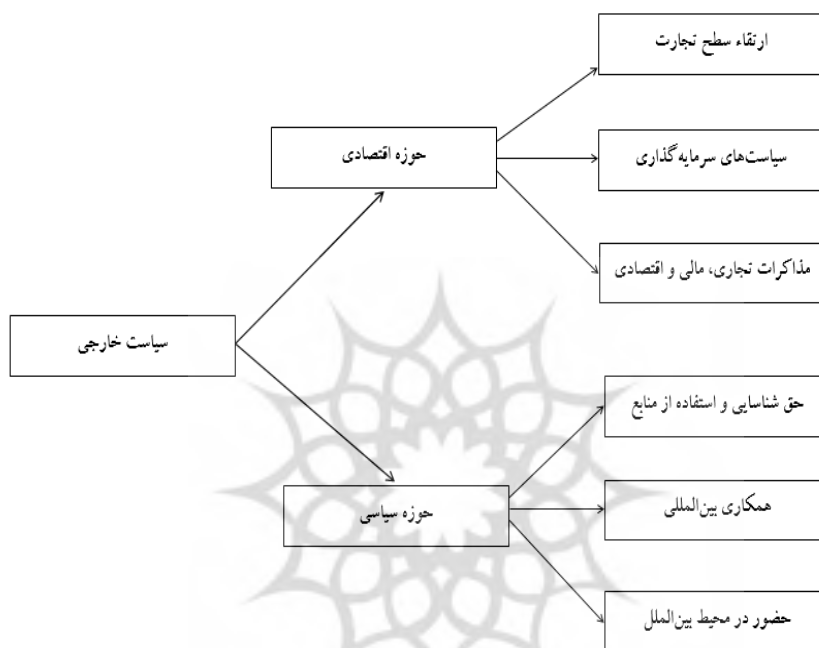 ارتقاء سطح تجارت
حوزه اقتصادی
سیاست‌های سرمایه‌گذاری
مذاکرات تجاری، مالی و اقتصادی
سیاست خارجی
حق شناسایی و استفاده از منابع
حوزه سیاسی
همکاری بین‌المللی
حضور در محیط بین‌الملل